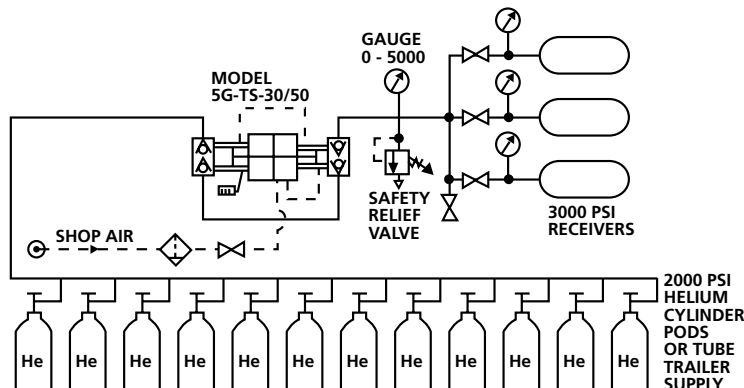 GAUGE
0 - 5000
MODEL
5G-TS-30/50
SAFETY
RELIEF
VALVE
3000 PSI
RECEIVERS
SHOP AIR
2000 PSI
HELIUM
CYLINDER
PODS
OR TUBE
TRAILER
SUPPLY
He He He He He He He He He He He He